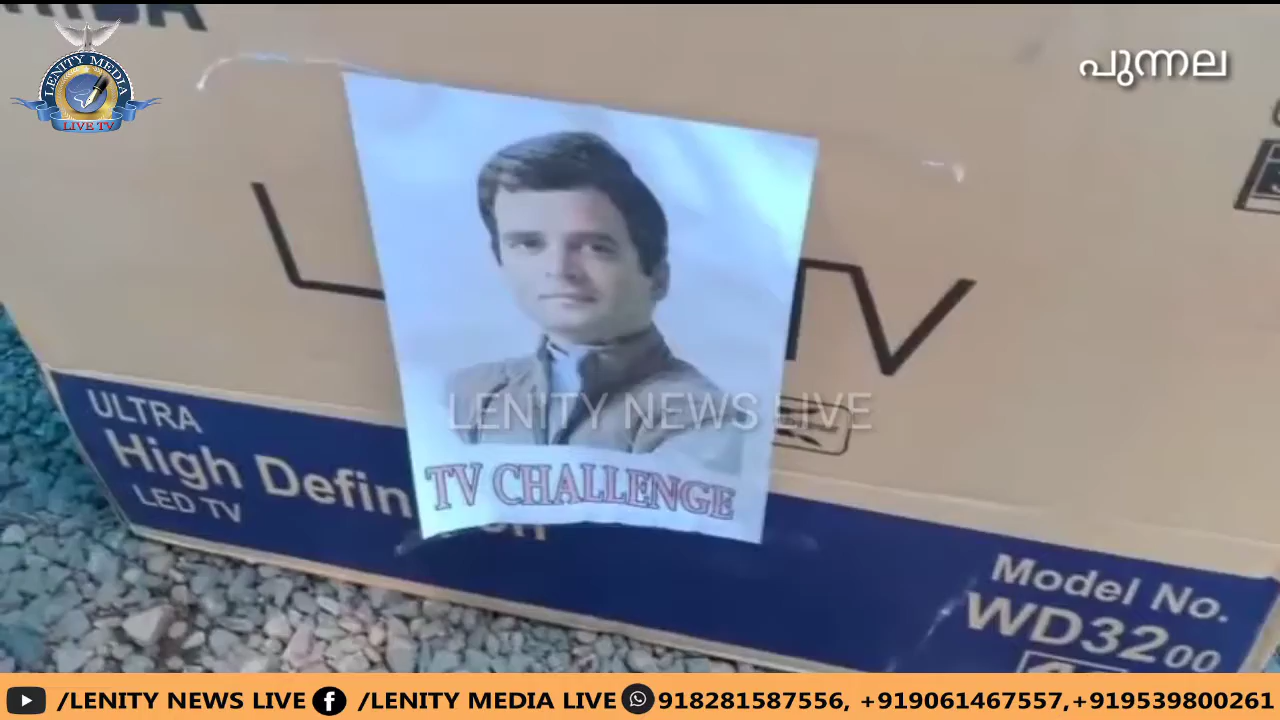 LENITY MEDIA
LIVE TV
പുന്നല
TV
LENITY NEWS LIVE
TV CHALLENGE
ULTRA
High Defin
LED TV
Model No.
WD3200
/LENITY NEWS LIVE /LENITY MEDIA LIVE 918281587556, +919061467557,+919539800261